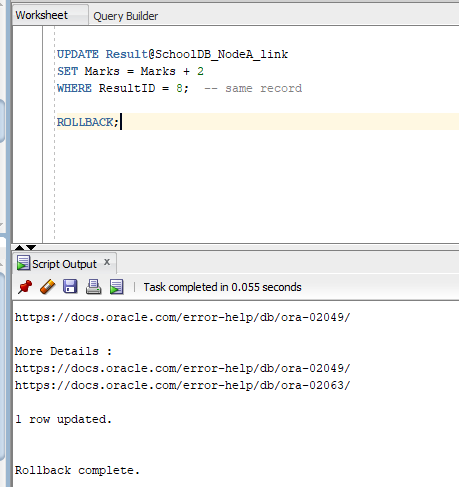 Worksheet Query Builder
UPDATE Result@SchoolDB_NodeA_link
SET Marks = Marks + 2
WHERE ResultID = 8;  -- same record
ROLLBACK;
Script Output x
Task completed in 0.055 seconds
https://docs.oracle.com/error-help/db/ora-02049/
More Details :
https://docs.oracle.com/error-help/db/ora-02049/
https://docs.oracle.com/error-help/db/ora-02063/
1 row updated.
Rollback complete.